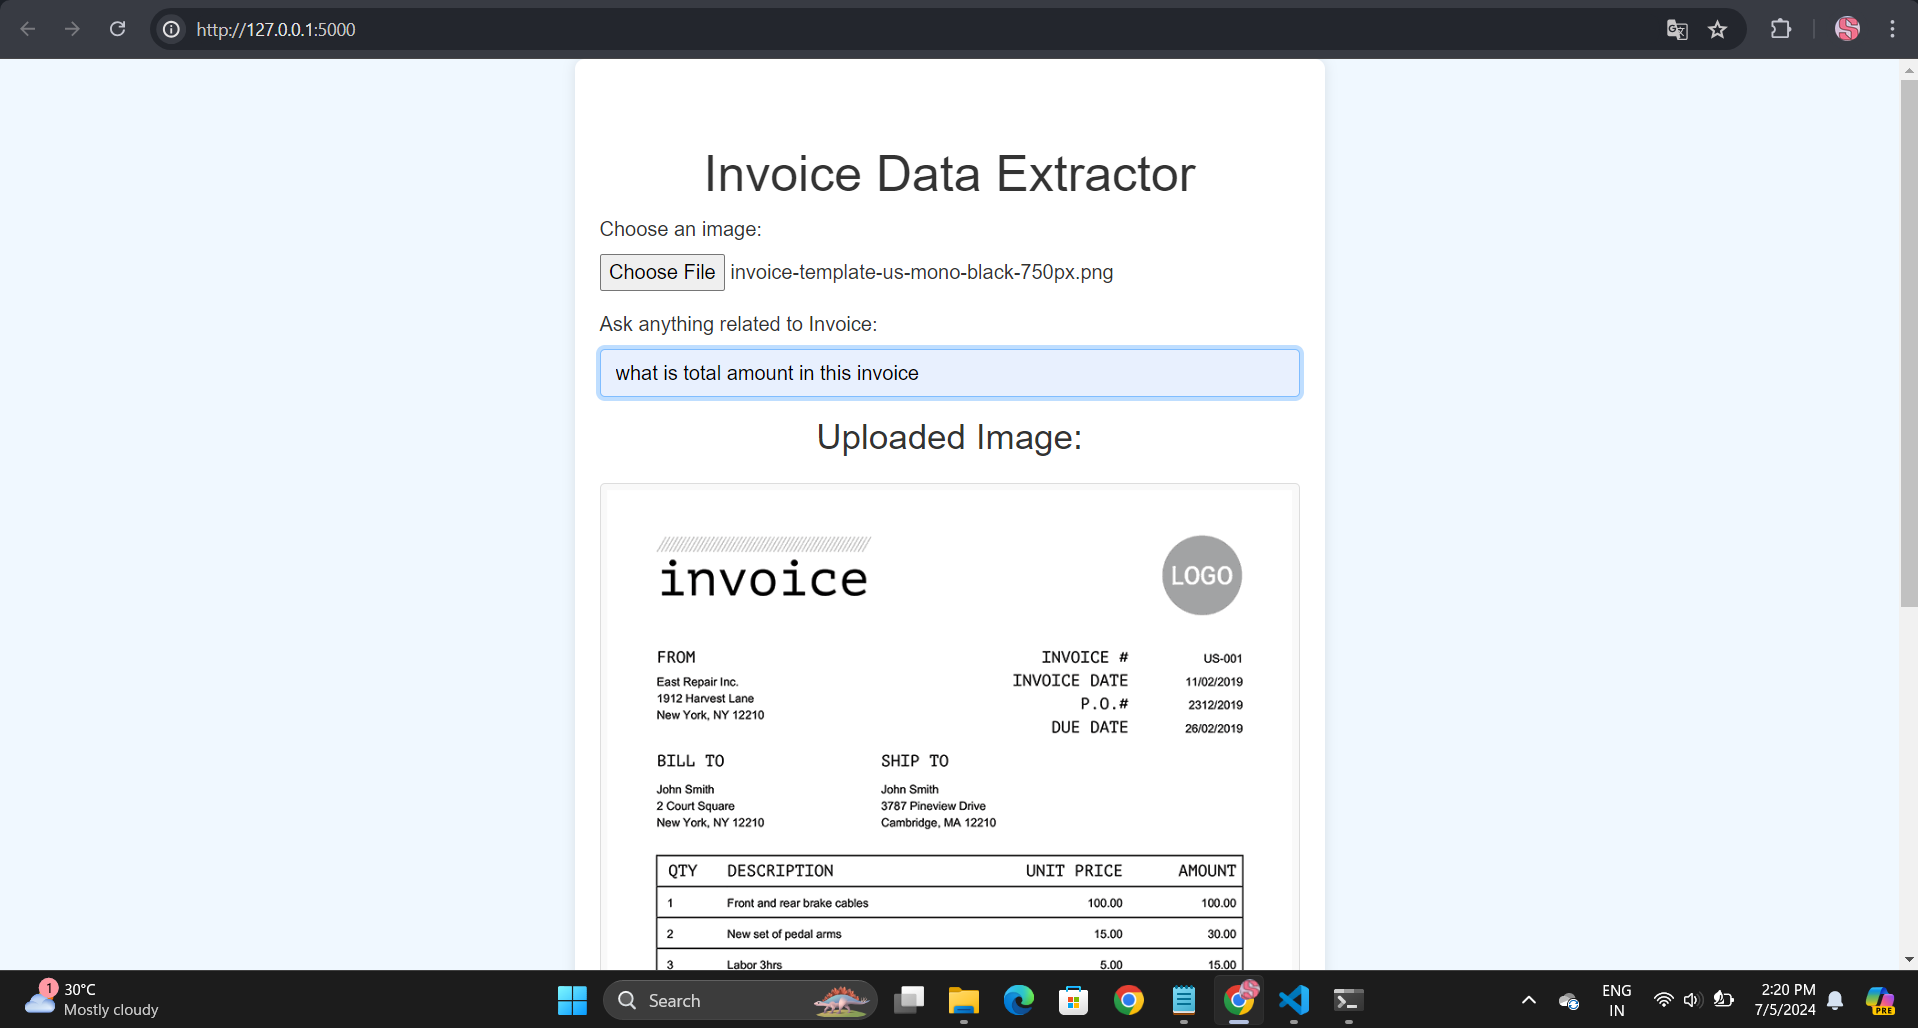 http://127.0.0.1:5000
Invoice Data Extractor
Choose an image:
Choose File invoice-template-us-mono-black-750px.png
Ask anything related to Invoice:
what is total amount in this invoice
Uploaded Image:
invoice
LOGO
FROM
East Repair Inc.
1912 Harvest Lane
New York, NY 12210
INVOICE # US-001
INVOICE DATE 11/02/2019
P.O.# 2312/2019
DUE DATE 26/02/2019
BILL TO
John Smith
2 Court Square
New York, NY 12210
SHIP TO
John Smith
3787 Pineview Drive
Cambridge, MA 12210
QTY DESCRIPTION UNIT PRICE AMOUNT
1 Front and rear brake cables 100.00 100.00
2 New set of pedal arms 15.00 30.00
3 Labor 3hrs 5.00 15.00
1
30°C
Mostly cloudy
Search
ENG
IN
2:20 PM
7/5/2024
PRE